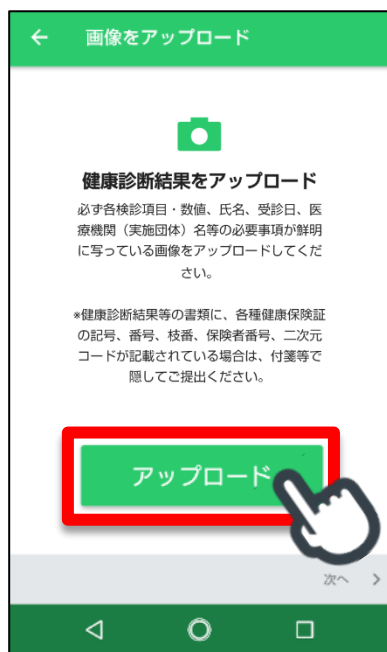 画像をアップロード
健康診断結果をアップロード
必ず各検診項目・数値、氏名、受診日、医
療機関（実施団体）名等の必要事項が鮮明
に写っている画像をアップロードしてくだ
さい。
*健康診断結果等の書類に、各種健康保険証
の記号、番号、枝番、保険者番号、二次元
コードが記載されている場合は、付箋等で
隠してご提出ください。
アップロード
次へ